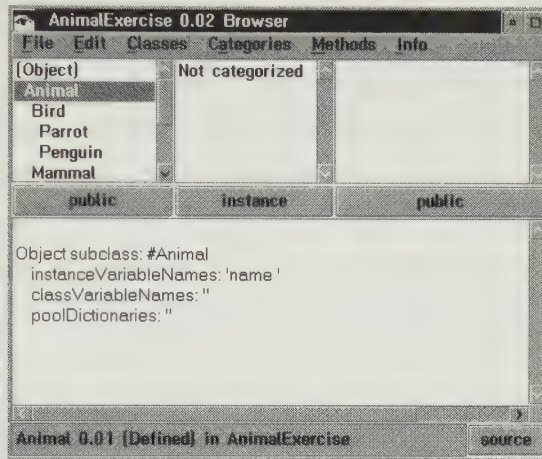 AnimalExercise 0.02 Browser
File Edit Classes Categories Methods Info
(Object)
Animal
Bird
Parrot
Penguin
Mammal
Not categorized
public
instance
public
Object subclass: #Animal
instanceVariableNames: 'name '
classVariableNames: ''
poolDictionaries: ''
Animal 0.01 (Defined) in AnimalExercise
source